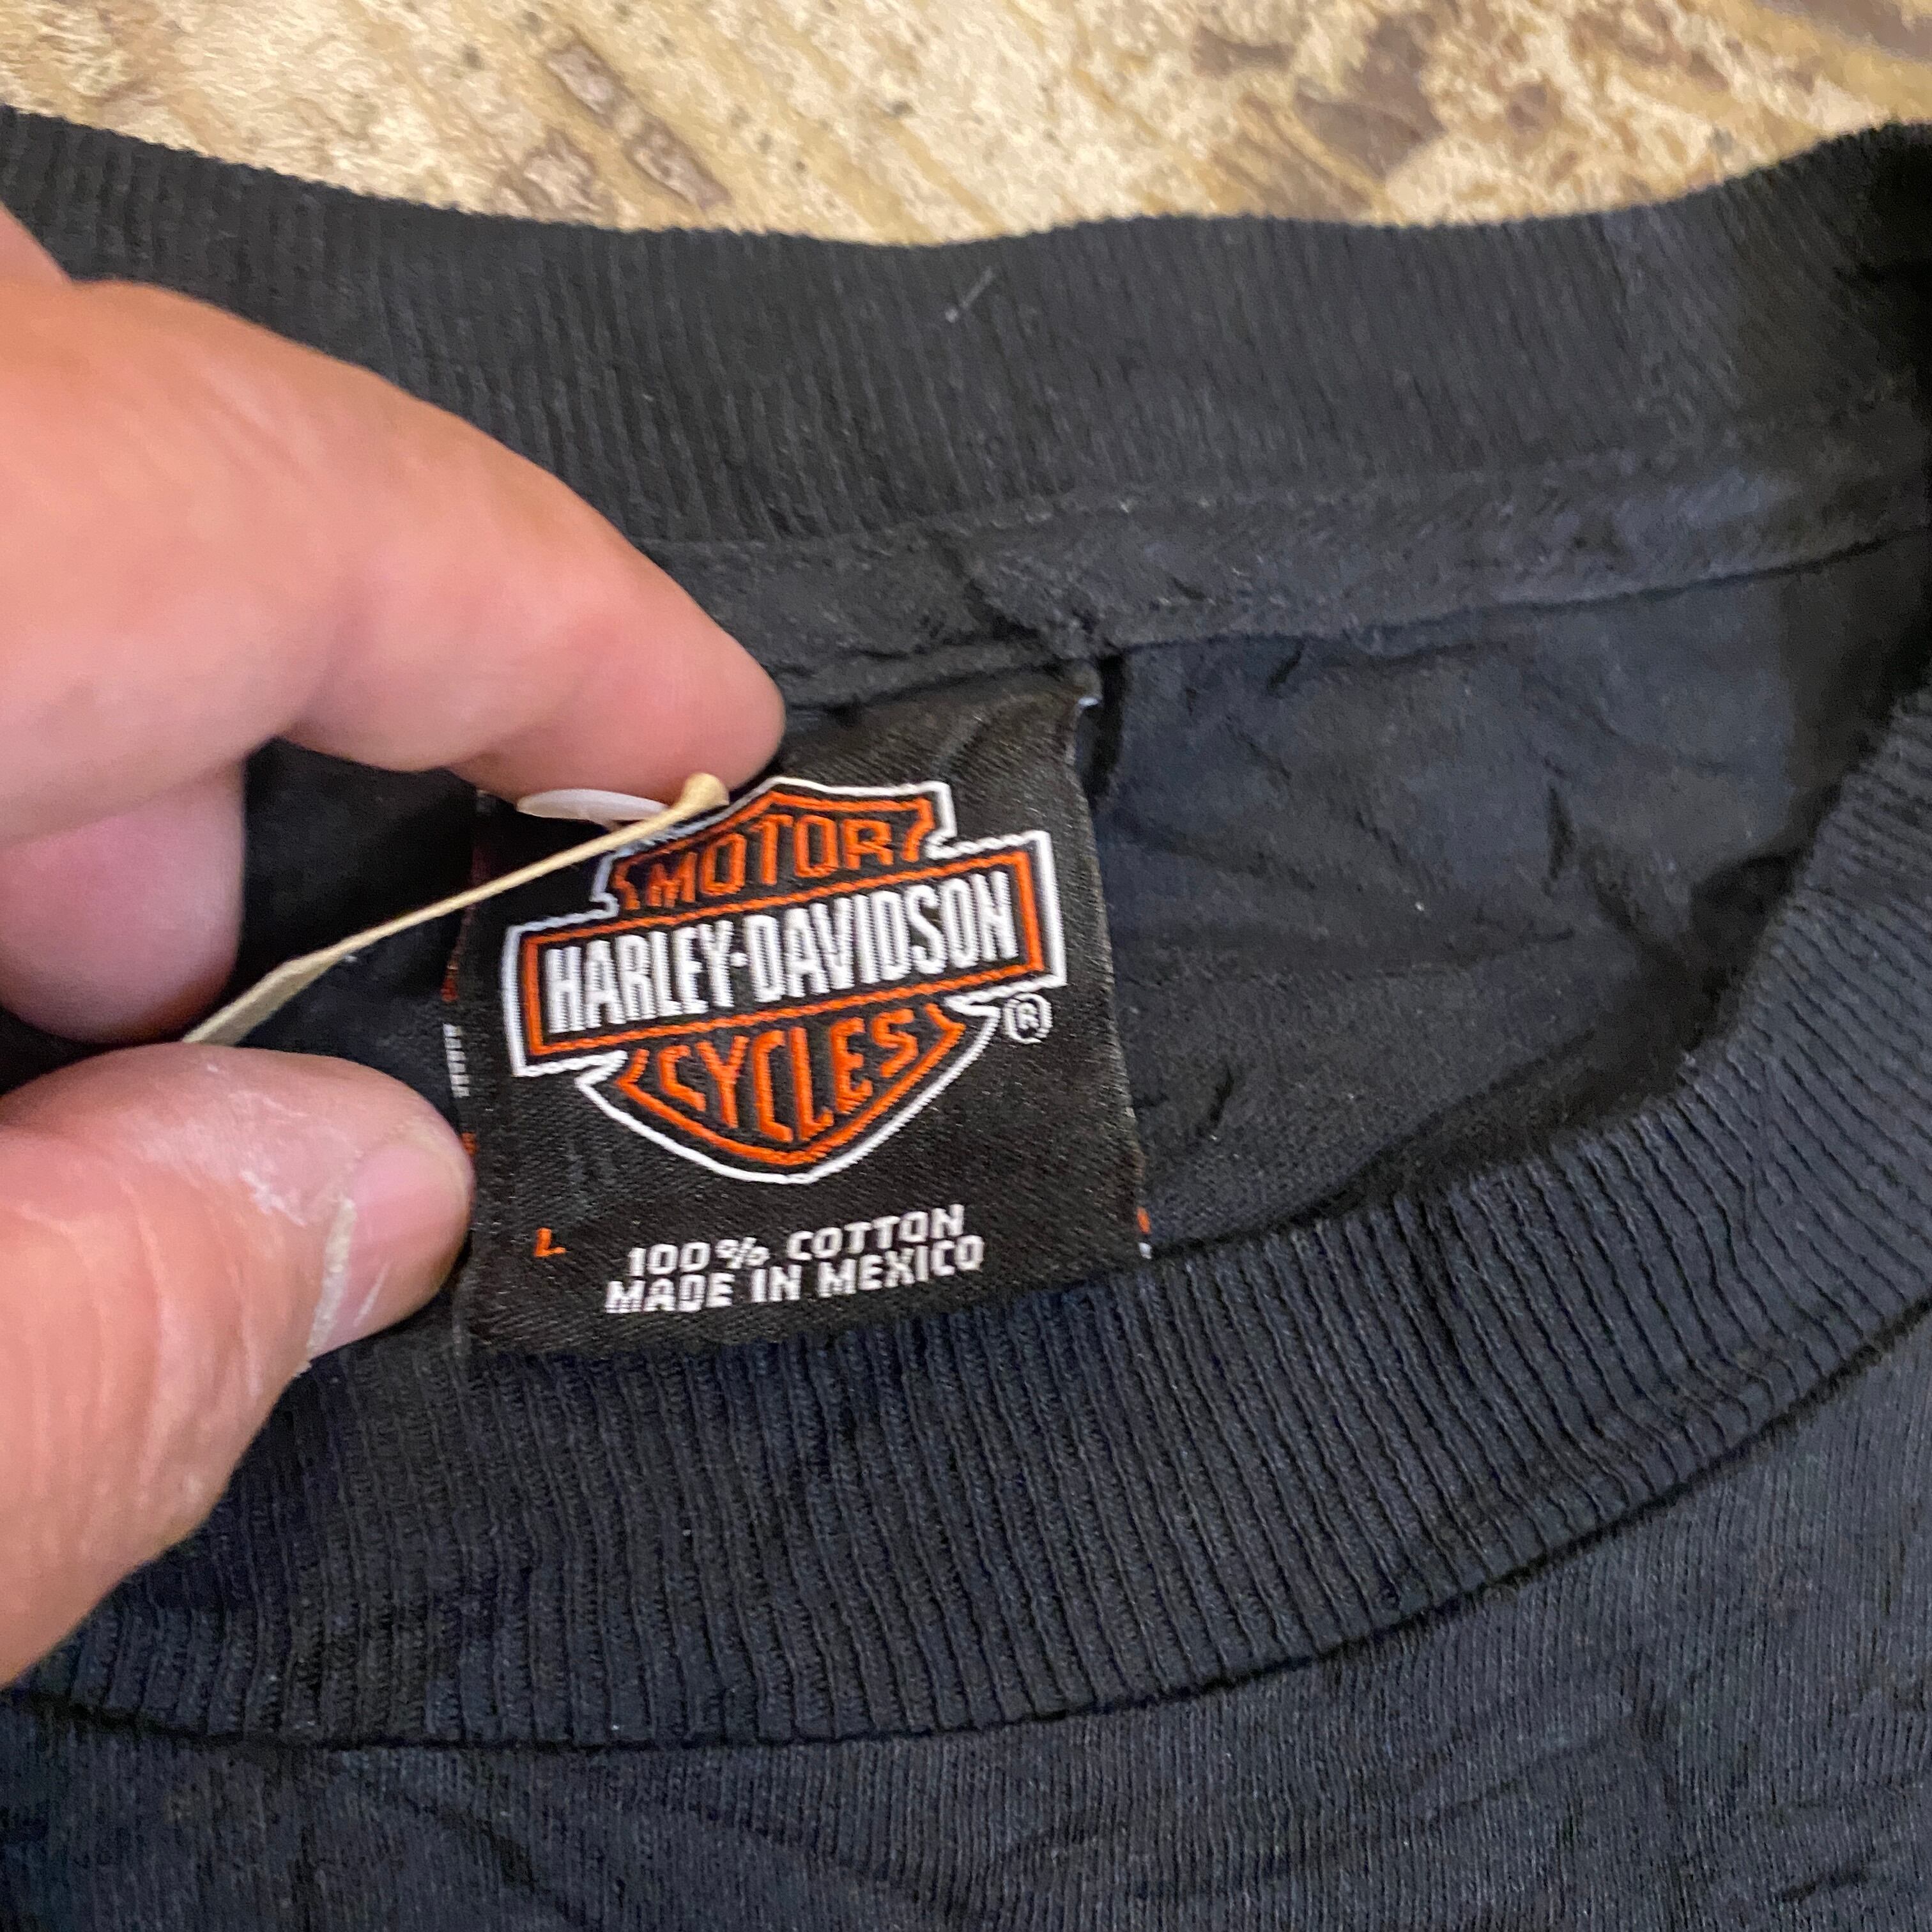 MOTOR
HARLEY-DAVIDSON
CYCLES
®
L
100% COTTON
MADE IN MEXICO